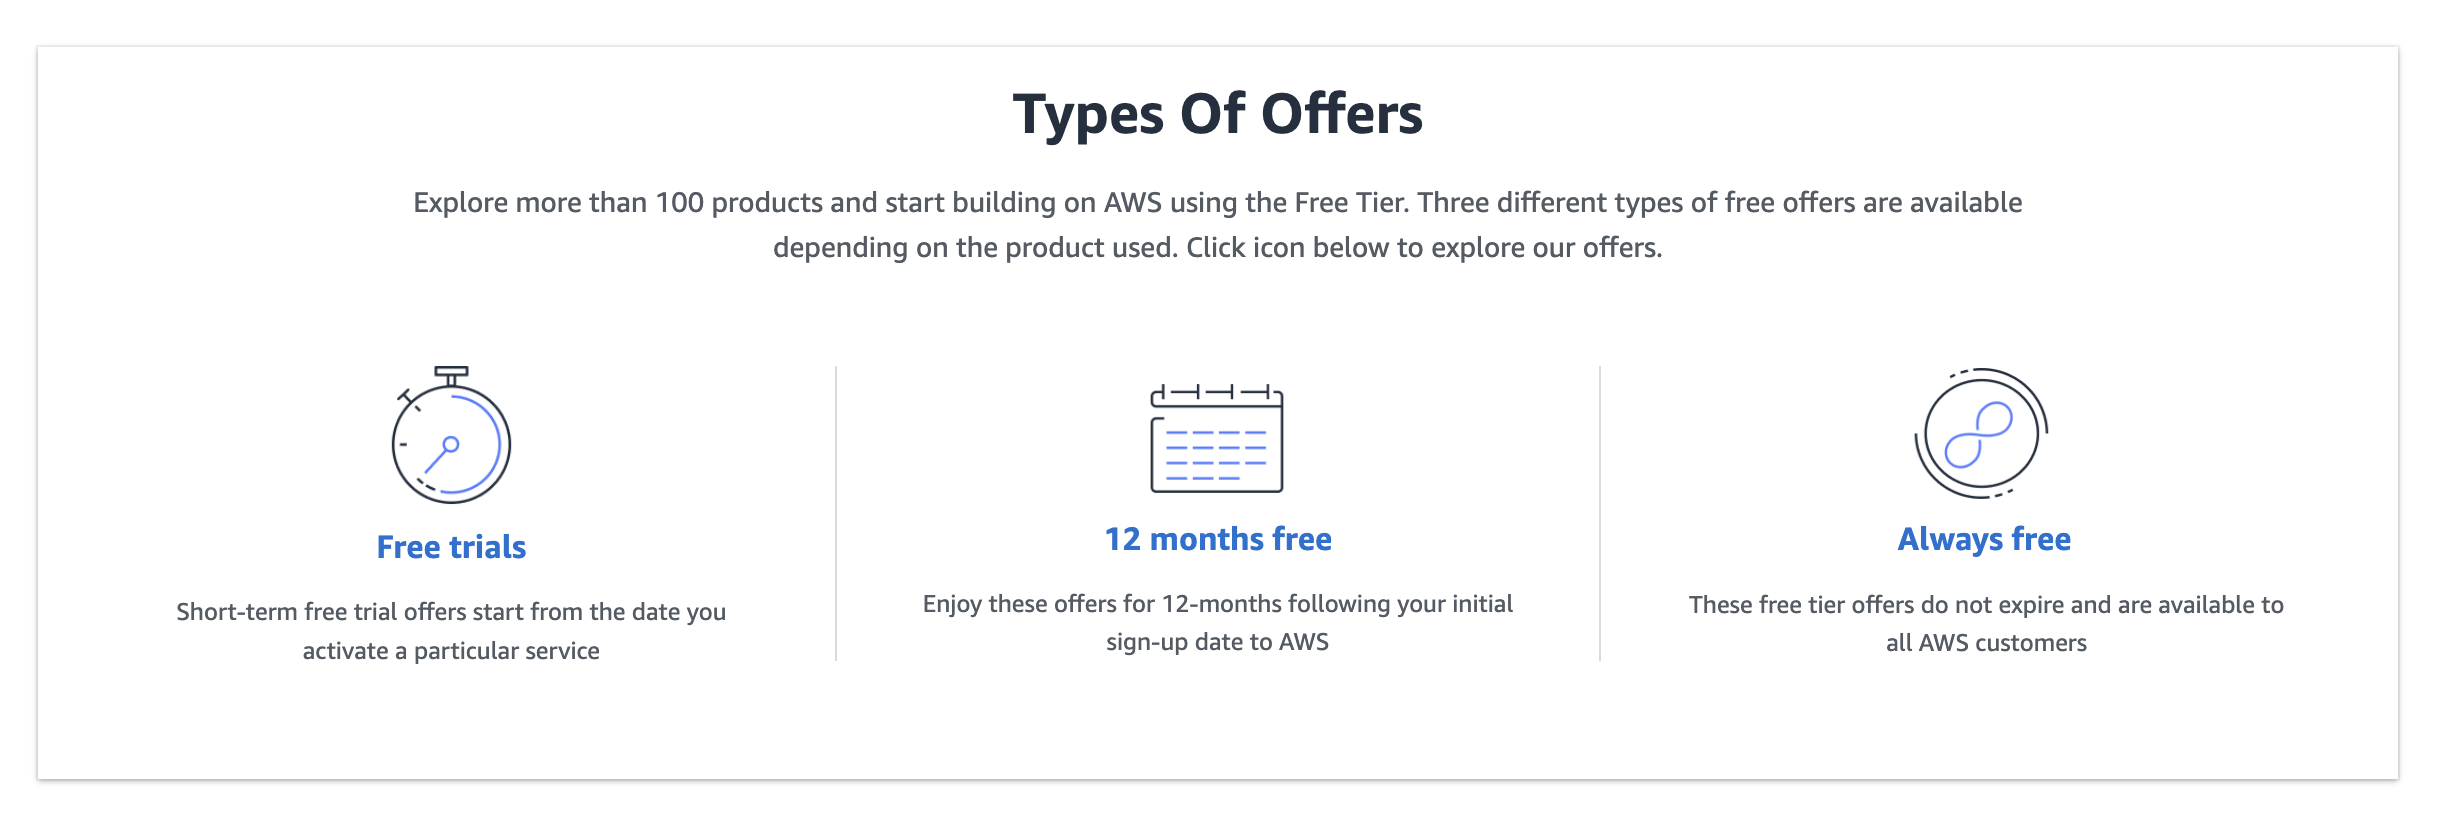 Types Of Offers
Explore more than 100 products and start building on AWS using the Free Tier. Three different types of free offers are available
depending on the product used. Click icon below to explore our offers.
Free trials
Short-term free trial offers start from the date you
activate a particular service
12 months free
Enjoy these offers for 12-months following your initial
sign-up date to AWS
Always free
These free tier offers do not expire and are available to
all AWS customers